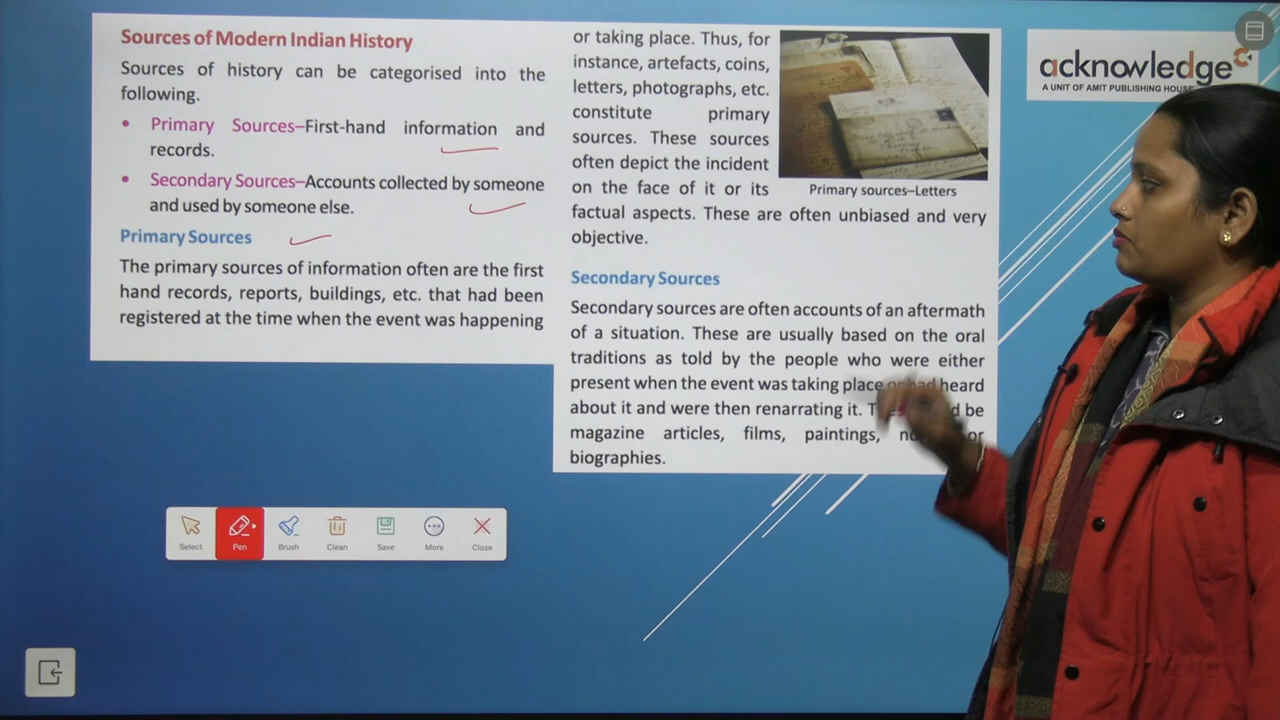 Sources of Modern Indian History
Sources of history can be categorised into the
following.
• Primary Sources–First-hand information and
records.
• Secondary Sources–Accounts collected by someone
and used by someone else.
Primary Sources
The primary sources of information often are the first
hand records, reports, buildings, etc. that had been
registered at the time when the event was happening
or taking place. Thus, for
instance, artefacts, coins,
letters, photographs, etc.
constitute primary
sources. These sources
often depict the incident
on the face of it or its
factual aspects. These are often unbiased and very
objective.
Primary sources–Letters
Secondary Sources
Secondary sources are often accounts of an aftermath
of a situation. These are usually based on the oral
traditions as told by the people who were either
present when the event was taking place or had heard
about it and were then renarrating it. be
magazine articles, films, paintings, or
biographies.
acknowledge
A UNIT OF AMIT PUBLISHING HOUSE
Select
Pen
Brush
Clean
Save
More
Close